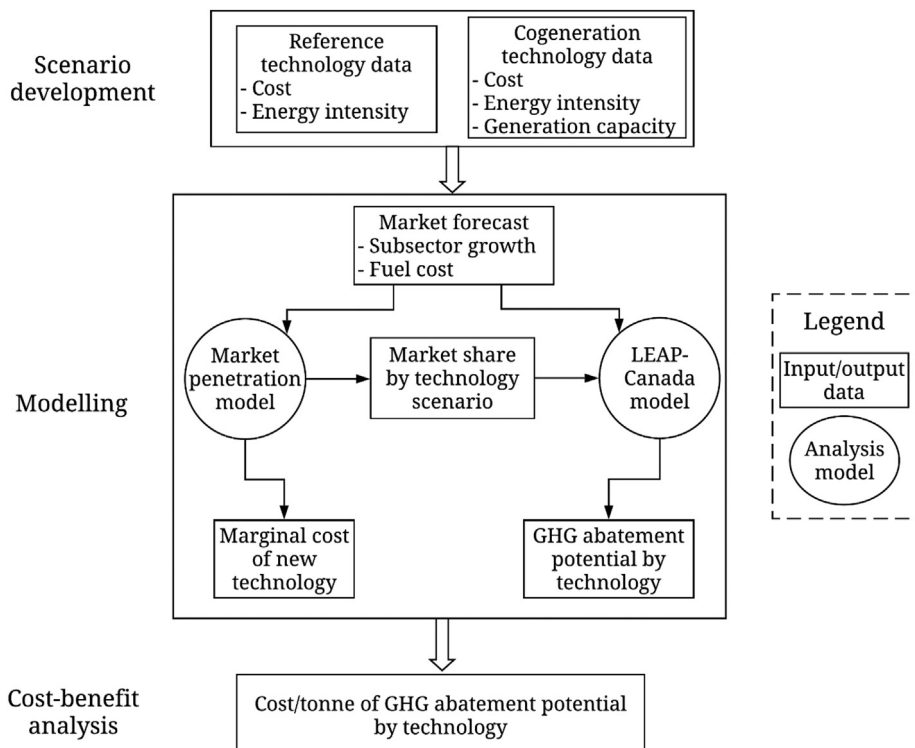 Scenario
development
Reference
technology data
- Cost
- Energy intensity
Cogeneration
technology data
- Cost
- Energy intensity
- Generation capacity
Modelling
Market forecast
- Subsector growth
- Fuel cost
Market
penetration
model
Market share
by technology
scenario
LEAP-
Canada
model
Marginal cost
of new
technology
GHG abatement
potential by
technology
Legend
Input/output
data
Analysis
model
Cost-benefit
analysis
Cost/tonne of GHG abatement potential
by technology